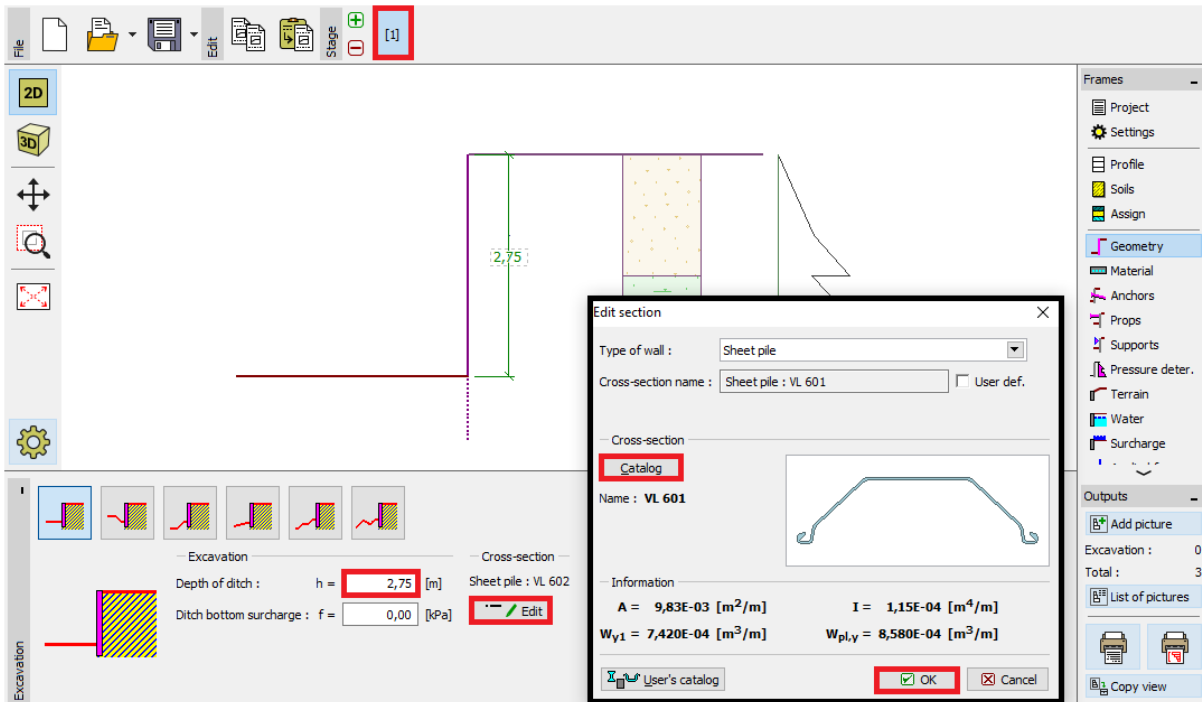 File
Edit
Stage
[1]
2D
3D
2,75
Frames
Project
Settings
Profile
Soils
Assign
Geometry
Material
Anchors
Props
Supports
Pressure deter.
Terrain
Water
Surcharge
Outputs
Add picture
Excavation : 0
Total : 3
List of pictures
Copy view
Excavation
Excavation
Depth of ditch : h = 2,75 [m]
Ditch bottom surcharge : f = 0,00 [kPa]
Cross-section
Sheet pile : VL 602
Edit
Edit section
Type of wall : Sheet pile
Cross-section name : Sheet pile : VL 601 User def.
Cross-section
Catalog
Name : VL 601
Information
A = 9,83E-03 [m²/m] I = 1,15E-04 [m⁴/m]
Wy1 = 7,420E-04 [m³/m] Wpl,y = 8,580E-04 [m³/m]
User's catalog OK Cancel